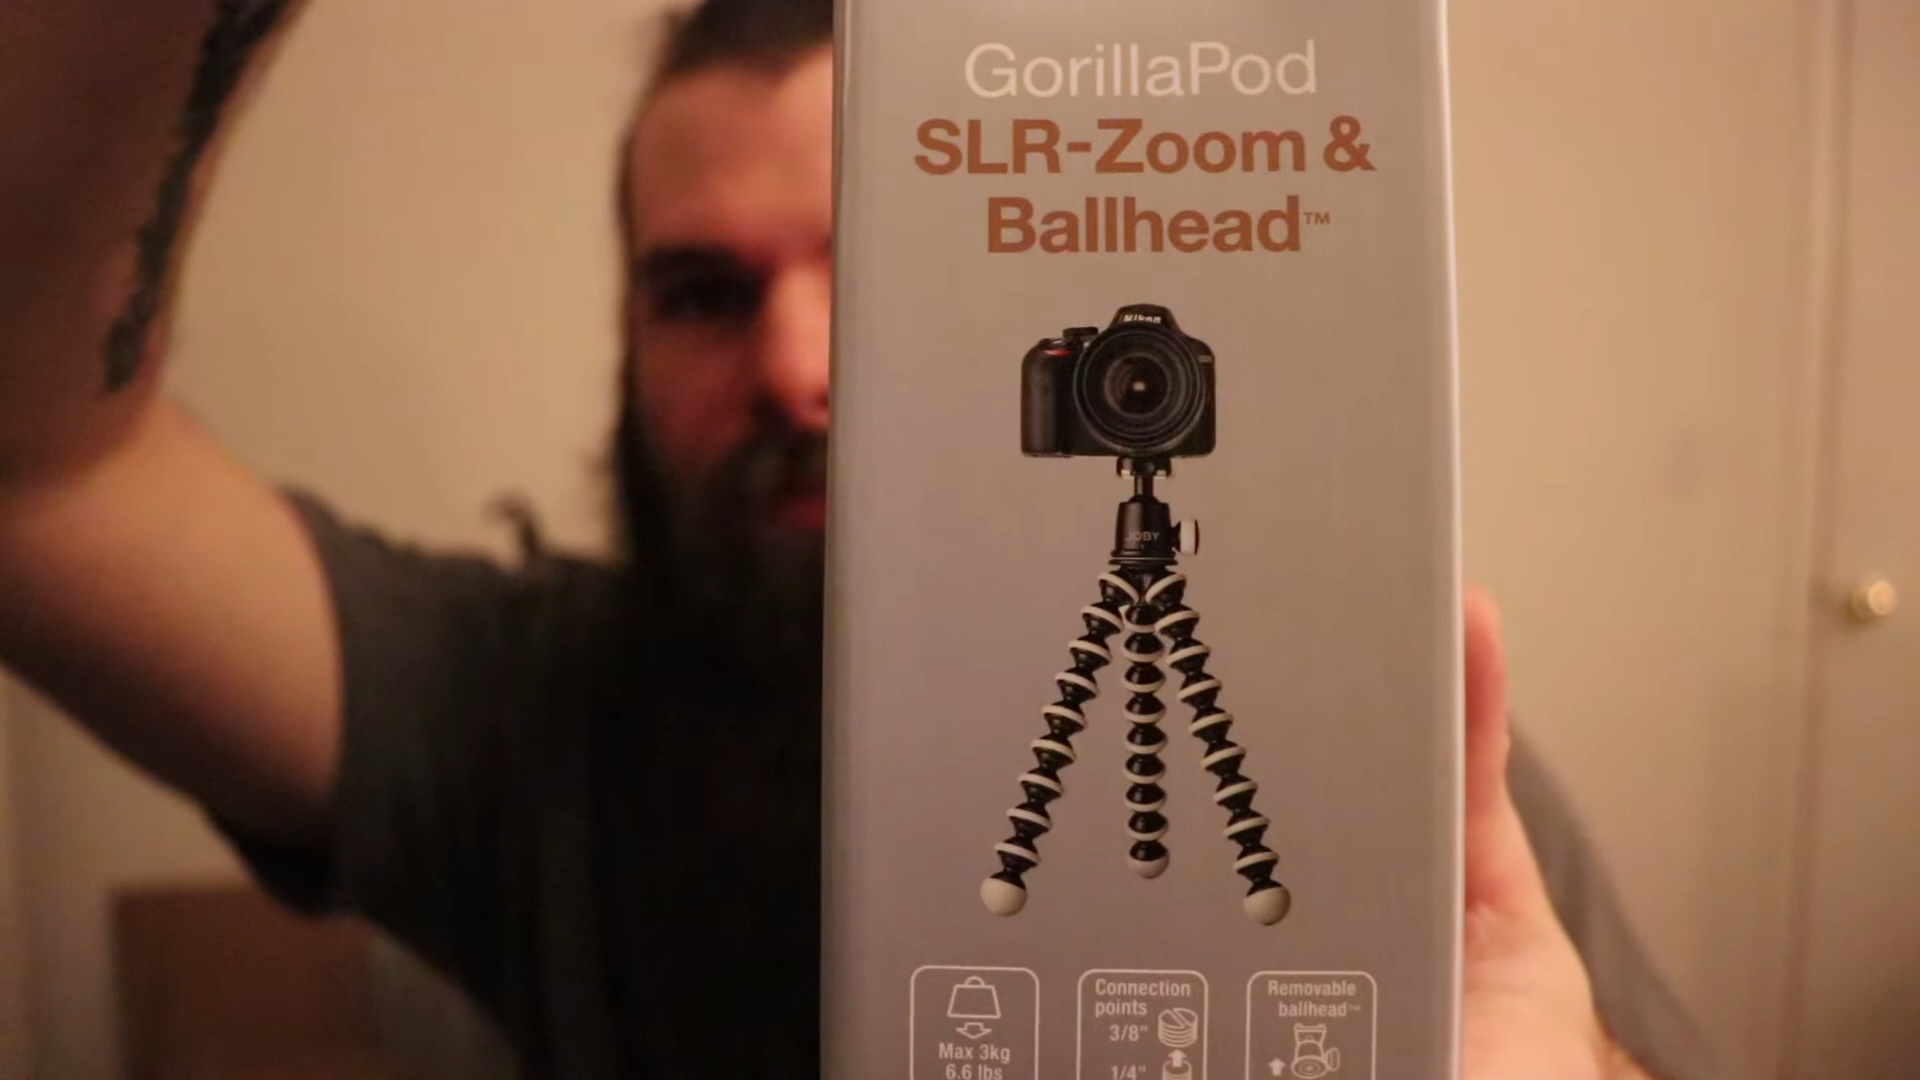 GorillaPod
SLR-Zoom &
Ballhead™
Nikon
JOBY
Max 3kg
6.6 lbs
Connection
points
3/8"
1/4"
Removable
ballhead™